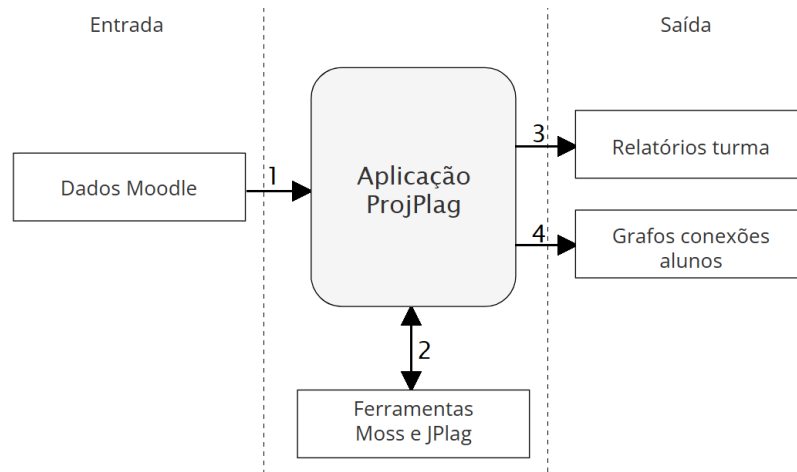 Entrada
Saída
Dados Moodle
1
Aplicação
ProjPlag
3
Relatórios turma
4
Grafos conexões
alunos
2
Ferramentas
Moss e JPlag